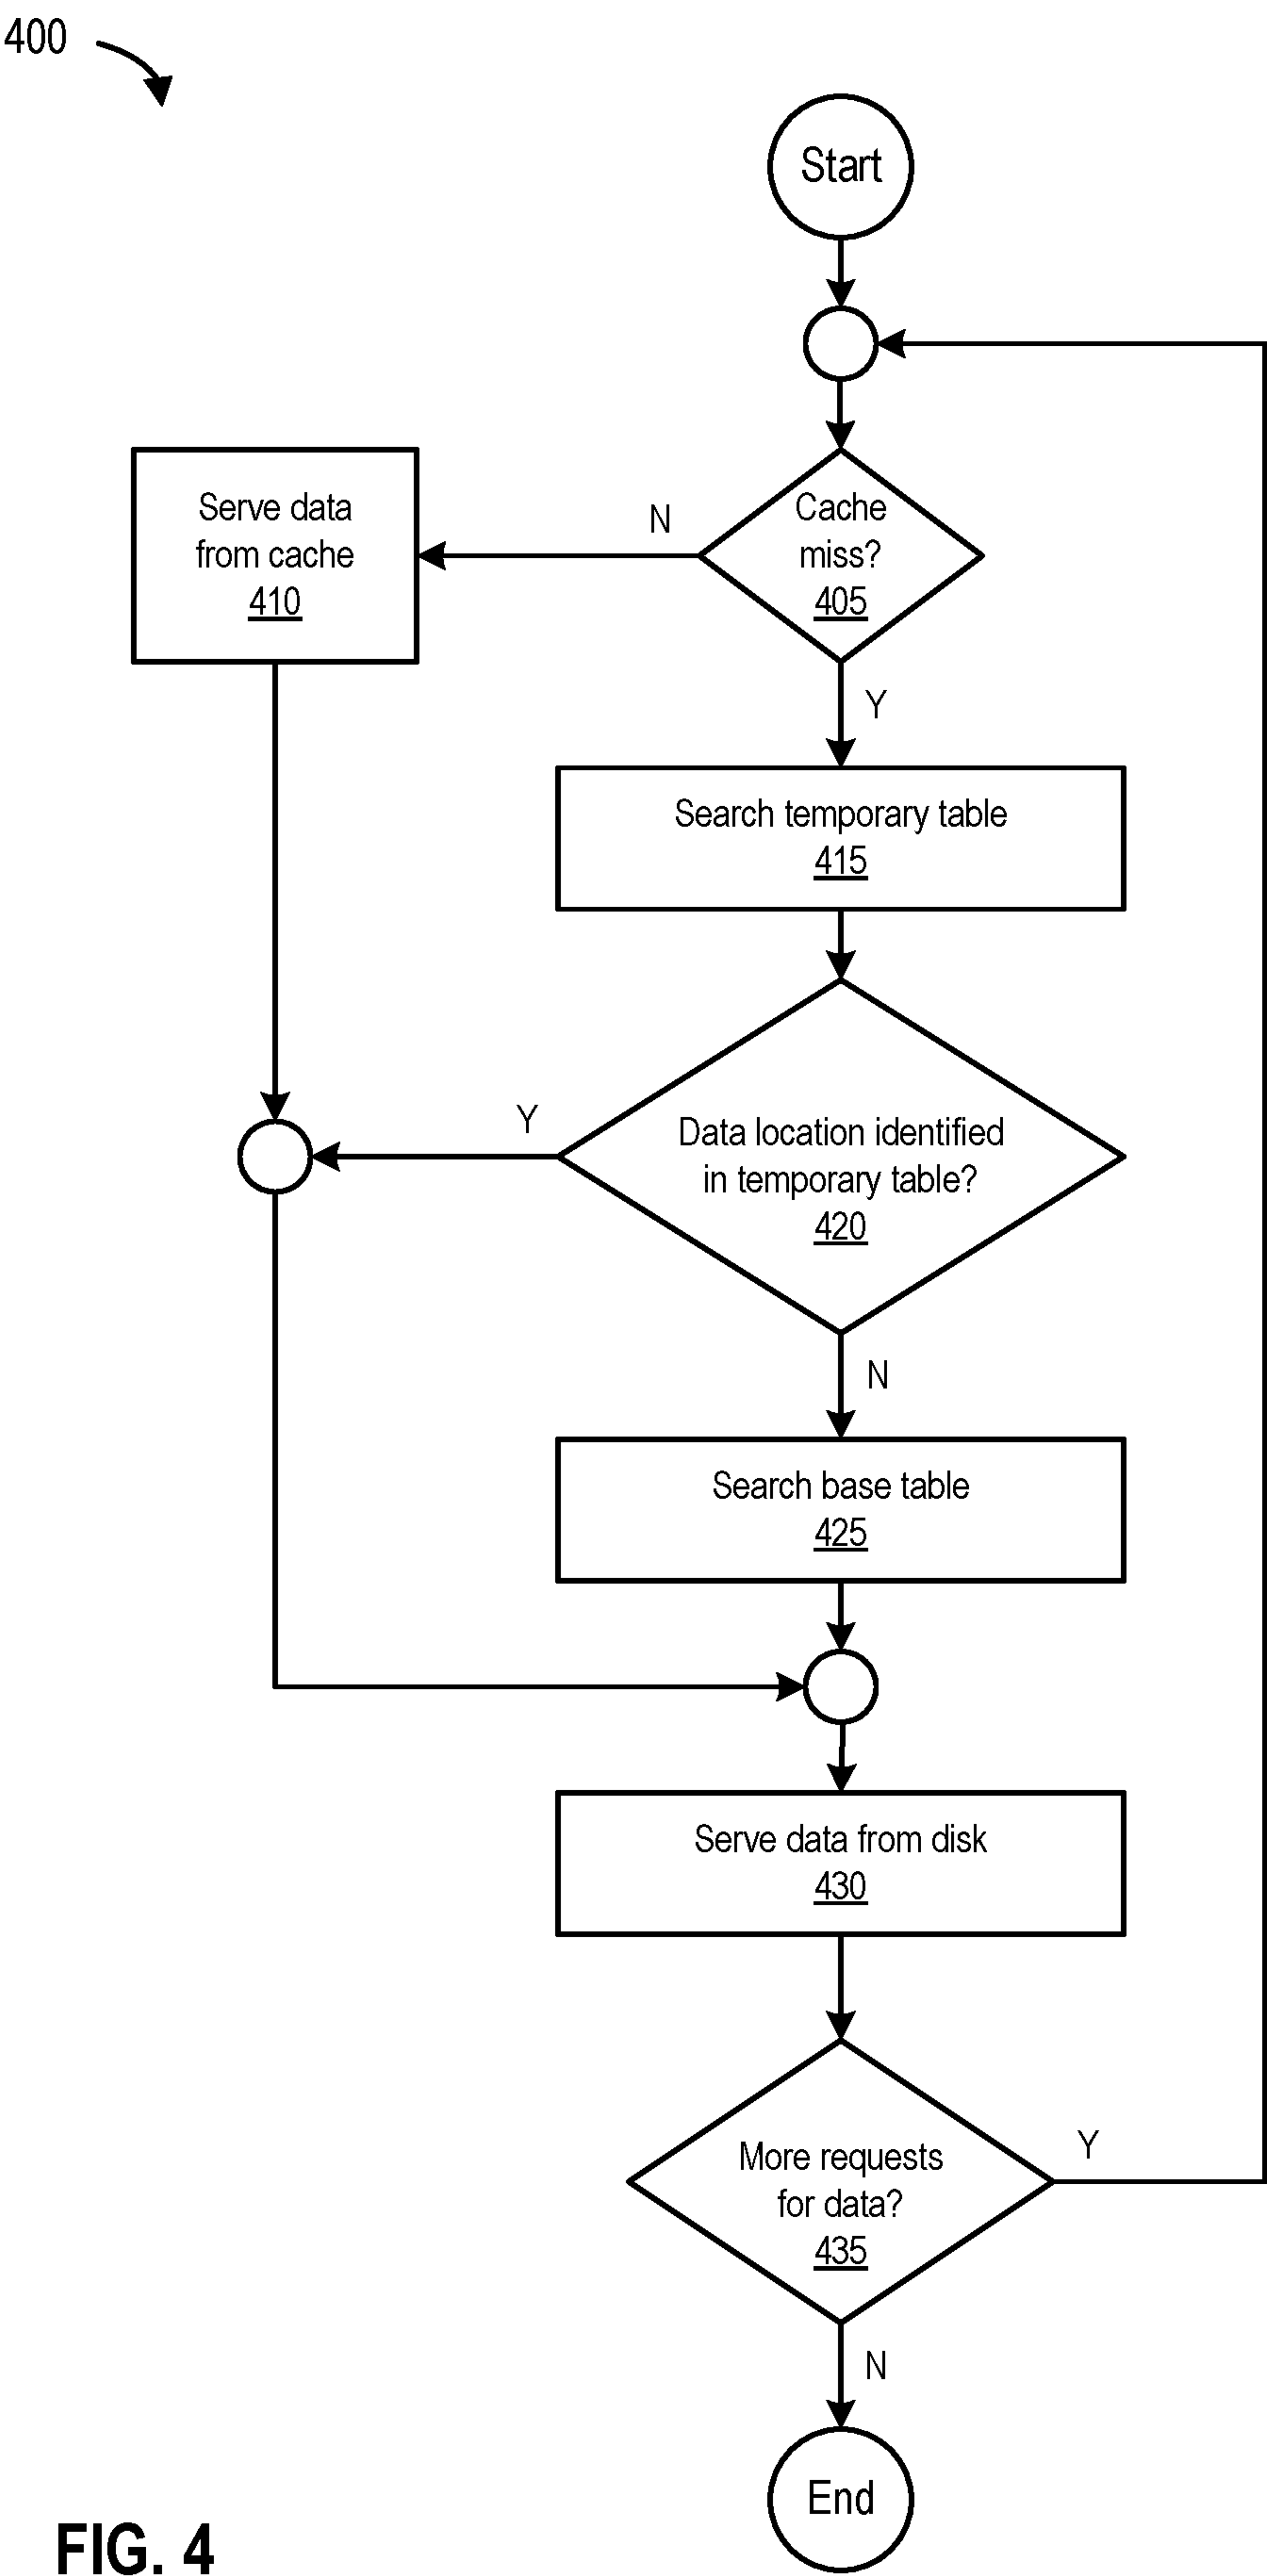 400
Start
Cache
miss?
405
N
Serve data
from cache
410
Y
Search temporary table
415
Data location identified
in temporary table?
420
Y
N
Search base table
425
Serve data from disk
430
More requests
for data?
435
Y
N
End
FIG. 4